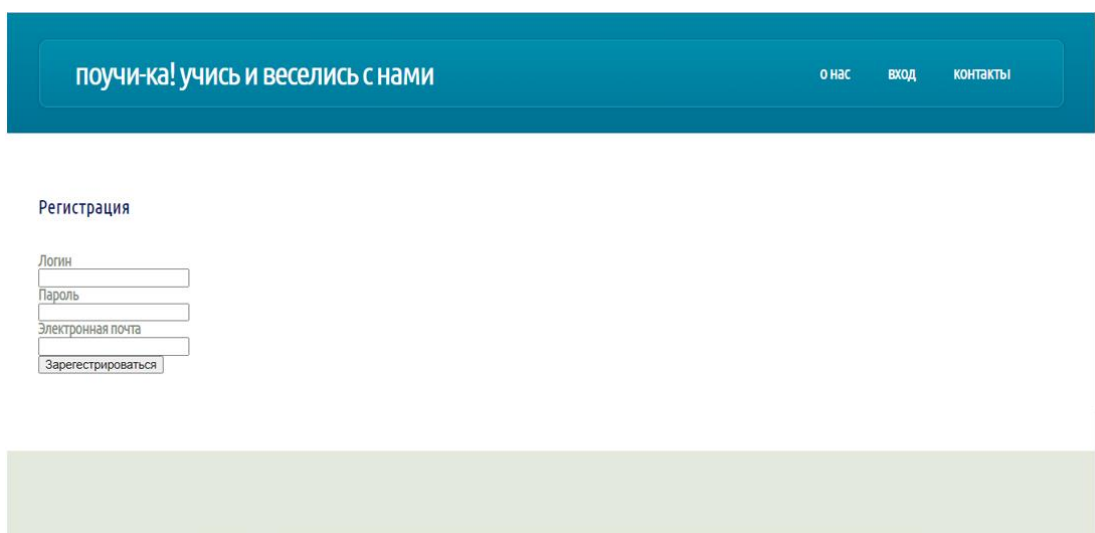 поучи-ка! учись и веселись с нами
о нас вход контакты
Регистрация
Логин
Пароль
Электронная почта
Зарегестрироваться